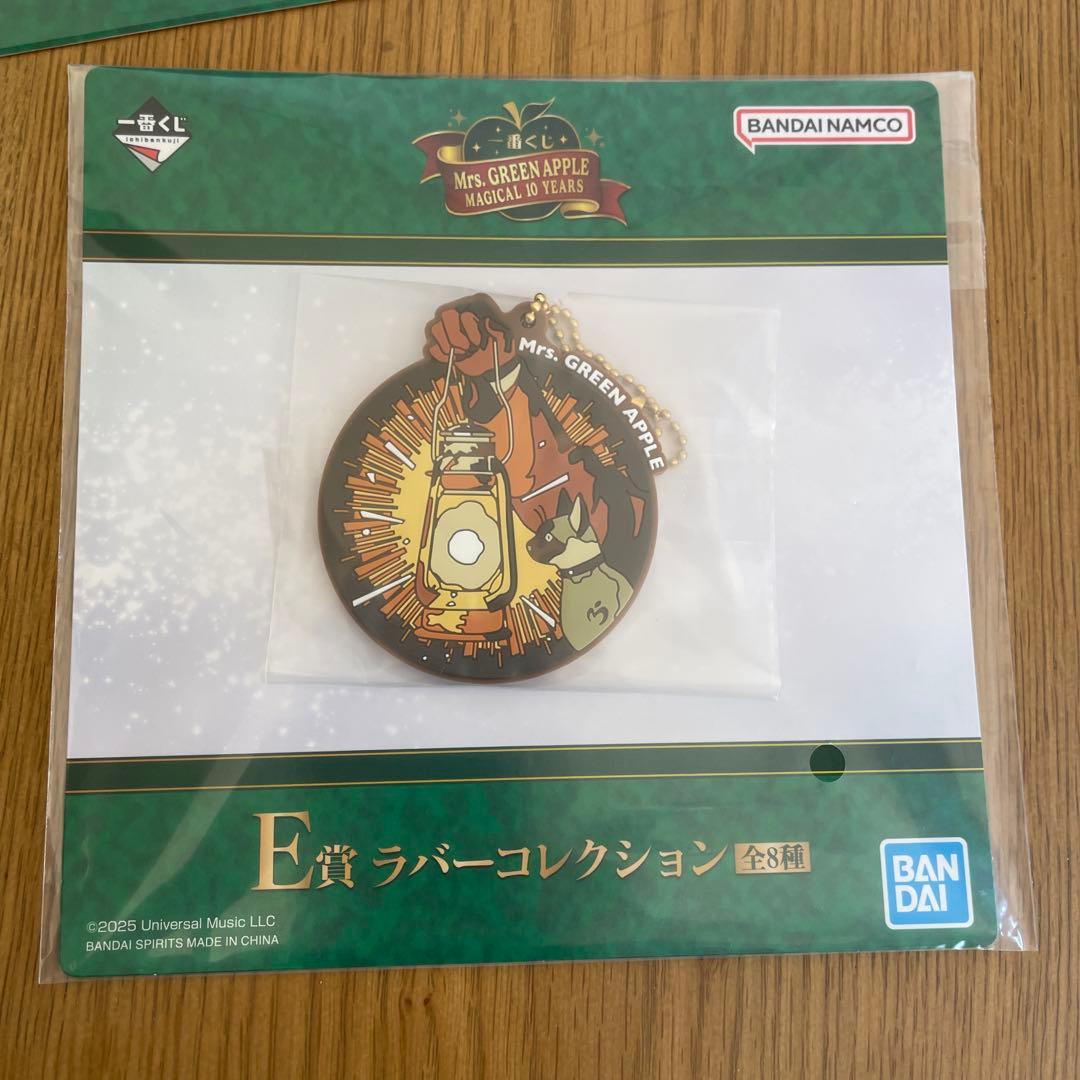 一番くじ
ichibankuji
一番くじ
Mrs. GREEN APPLE
MAGICAL 10 YEARS
BANDAI NAMCO
Mrs. GREEN APPLE
E賞 ラバーコレクション 全8種
BAN
DAI
©2025 Universal Music LLC
BANDAI SPIRITS MADE IN CHINA